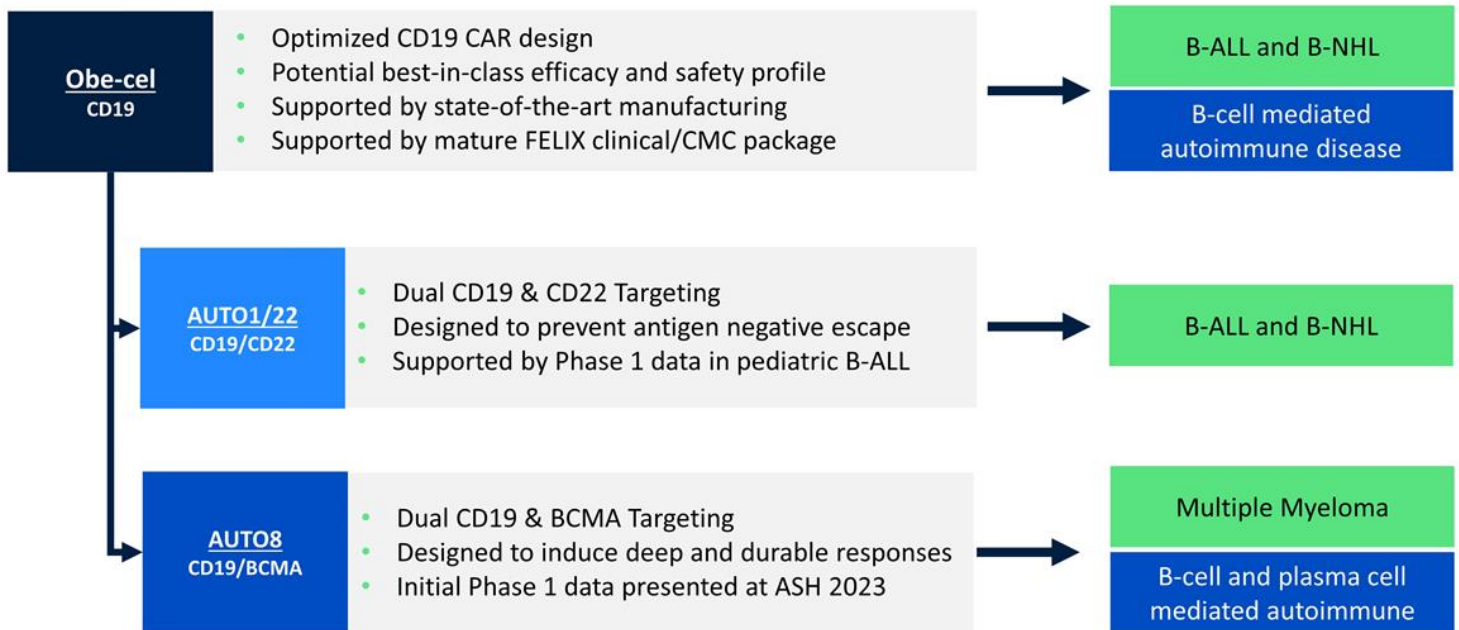 Obe-cel
CD19
• Optimized CD19 CAR design
• Potential best-in-class efficacy and safety profile
• Supported by state-of-the-art manufacturing
• Supported by mature FELIX clinical/CMC package
B-ALL and B-NHL
B-cell mediated
autoimmune disease
AUTO1/22
CD19/CD22
• Dual CD19 & CD22 Targeting
• Designed to prevent antigen negative escape
• Supported by Phase 1 data in pediatric B-ALL
B-ALL and B-NHL
AUTO8
CD19/BCMA
• Dual CD19 & BCMA Targeting
• Designed to induce deep and durable responses
• Initial Phase 1 data presented at ASH 2023
Multiple Myeloma
B-cell and plasma cell
mediated autoimmune